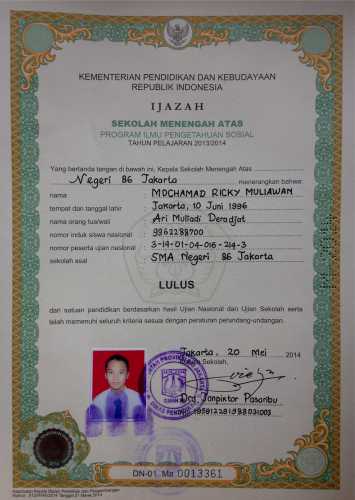 KEMENTERIAN PENDIDIKAN DAN KEBUDAYAAN
REPUBLIK INDONESIA
IJAZAH
SEKOLAH MENENGAH ATAS
PROGRAM ILMU PENGETAHUAN SOSIAL
TAHUN PELAJARAN 2013/2014
Yang bertanda tangan di bawah ini, Kepala Sekolah Menengah Atas
Negeri 86 Jakarta menerangkan bahwa:
nama MOCHAMAD RICKY MULIAWAN
tempat dan tanggal lahir Jakarta, 10 Juni 1996
nama orang tua/wali Ari Muliadi Deradjat
nomor induk siswa nasional 9962288700
nomor peserta ujian nasional 3-14-01-04-016-214-3
sekolah asal SMA Negeri 86 Jakarta
LULUS
dari satuan pendidikan berdasarkan hasil Ujian Nasional dan Ujian Sekolah serta
telah memenuhi seluruh kriteria sesuai dengan peraturan perundang-undangan.
Jakarta, 20 Mei 2014
Kepala Sekolah,
Drs Jonpiktor Pasaribu
DN-01 Ma 0013361